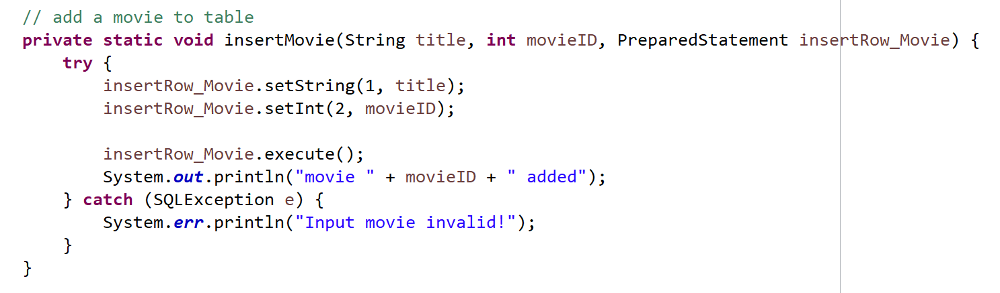 // add a movie to table
private static void insertMovie(String title, int movieID, PreparedStatement insertRow_Movie) {
try {
insertRow_Movie.setString(1, title);
insertRow_Movie.setInt(2, movieID);
insertRow_Movie.execute();
System.out.println("movie " + movieID + " added");
} catch (SQLException e) {
System.err.println("Input movie invalid!");
}
}